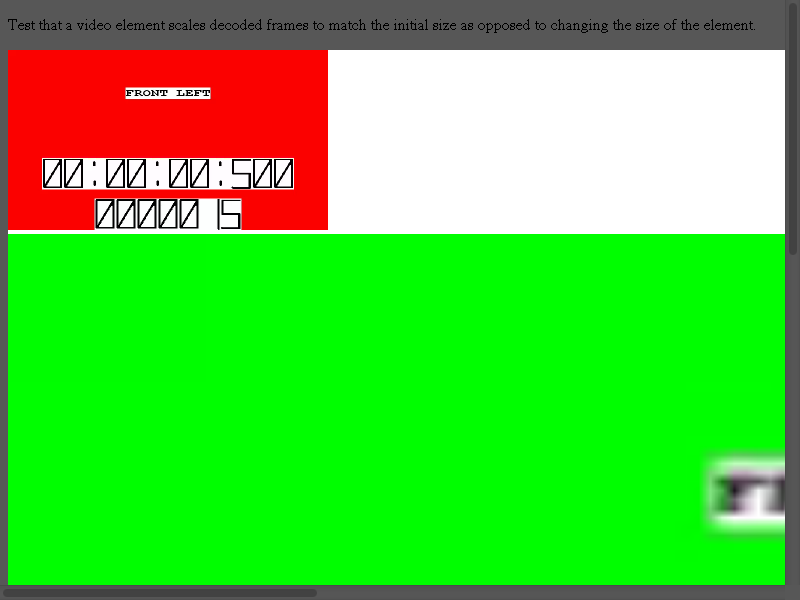 Test that a video element scales decoded frames to match the initial size as opposed to changing the size of the element.
FRONT LEFT
00:00:00:500
00000 15